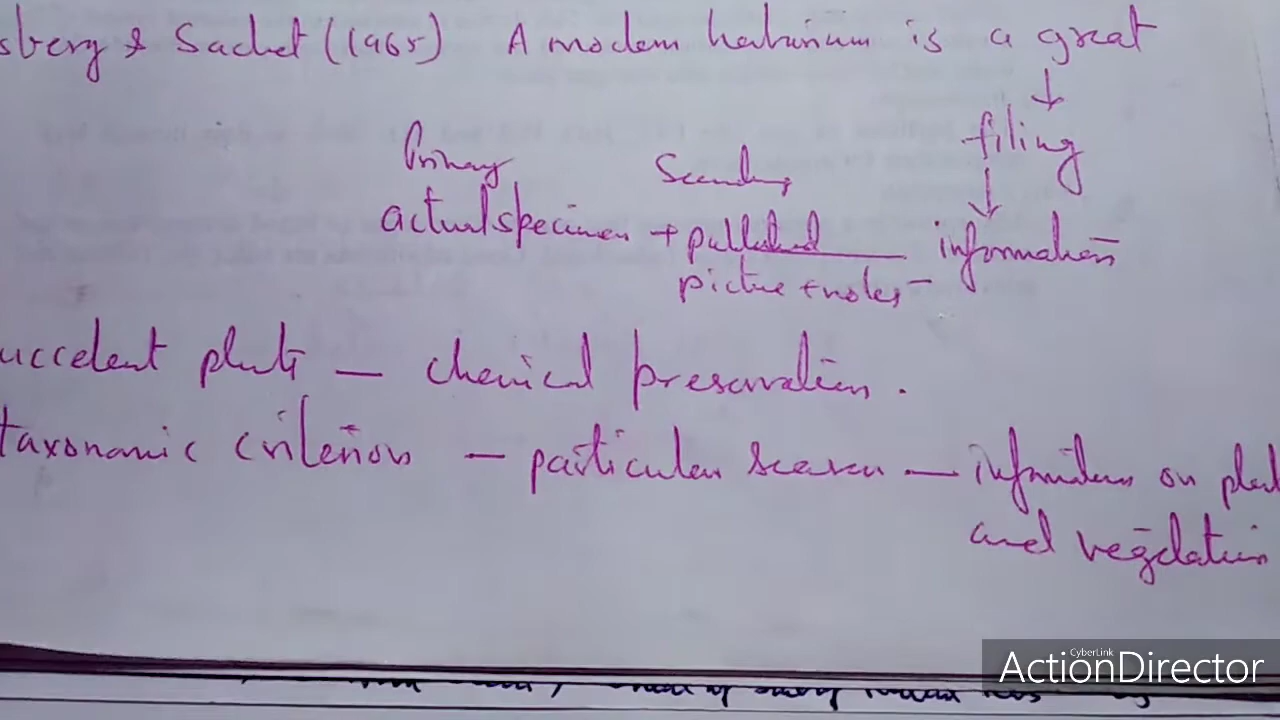 sberg & Sachet (1965) A modern herbarium is a great
↓
filing
↓
Primary Secondary
actual specimen + published information
picture + notes
ucculent plants — chemical preservation.
taxonomic criterion — particular season — information on plant
and vegetation
CyberLink
ActionDirector